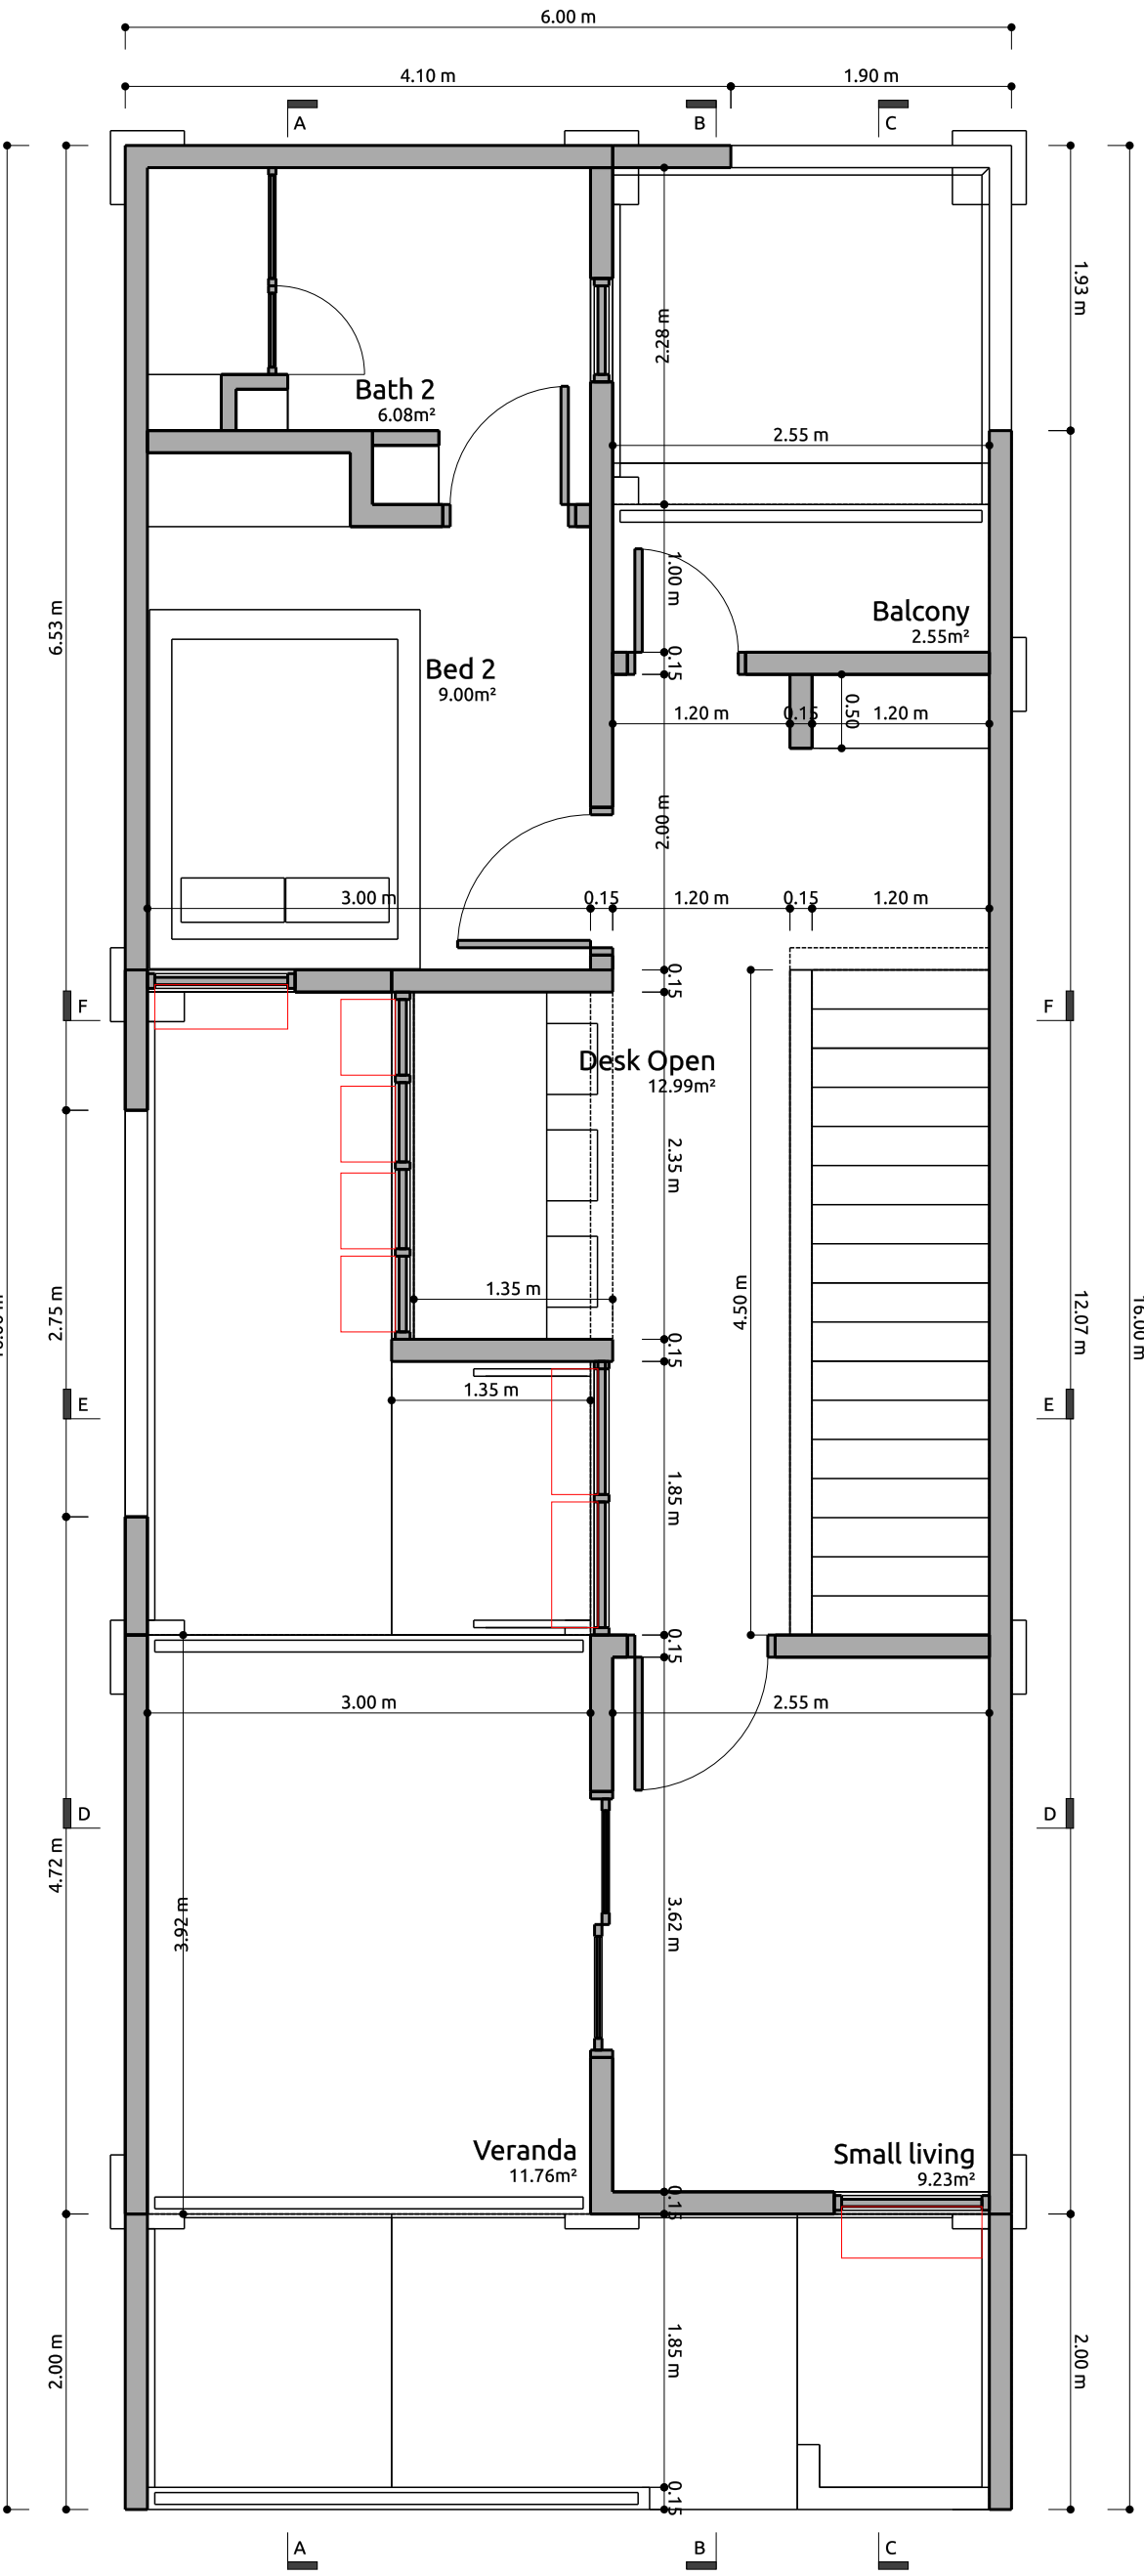 6.00 m
4.10 m
1.90 m
A
B
C
1.93 m
2.28 m
Bath 2
6.08m²
2.55 m
1.00 m
Balcony
2.55m²
6.53 m
0.15
Bed 2
9.00m²
0.50
1.20 m
0.15
1.20 m
2.00 m
3.00 m
0.15
1.20 m
0.15
1.20 m
0.15
F
F
Desk Open
12.99m²
2.35 m
1.35 m
4.50 m
2.75 m
12.07 m
16.00 m
0.15
1.35 m
E
E
1.85 m
0.15
3.00 m
2.55 m
D
D
4.72 m
3.92 m
3.62 m
Veranda
11.76m²
Small living
9.23m²
0.15
1.85 m
2.00 m
2.00 m
0.15
A
B
C